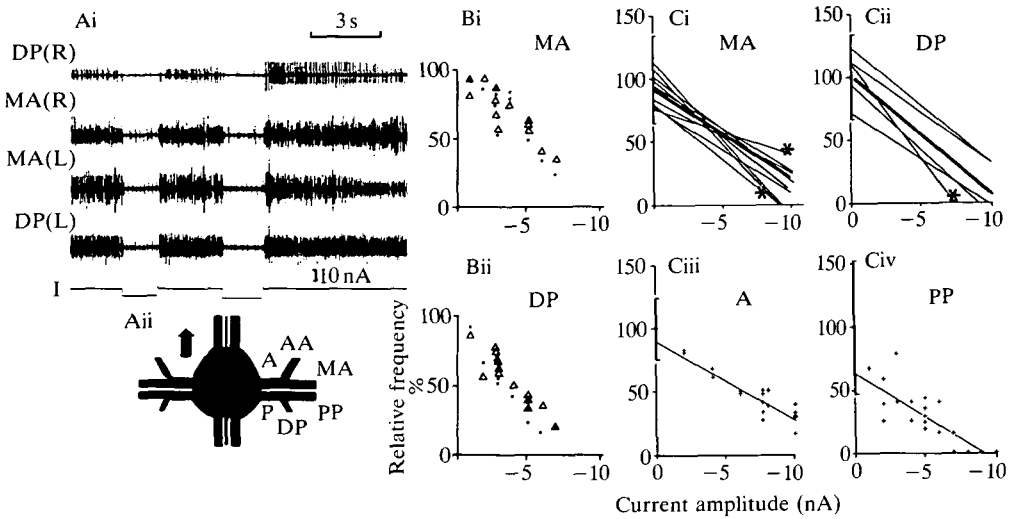 Ai
3 s
DP(R)
MA(R)
MA(L)
DP(L)
110 nA
I
Aii
A
AA
MA
P
DP
PP
Bi
MA
100
50
0
−5
−10
Bii
DP
Relative frequency
%
100
50
0
−5
−10
Ci
MA
150
100
50
0
−5
−10
Cii
DP
150
100
50
0
0
−5
−10
Ciii
A
150
100
50
0
0
−5
−10
Civ
PP
150
100
50
0
0
−5
−10
Current amplitude (nA)